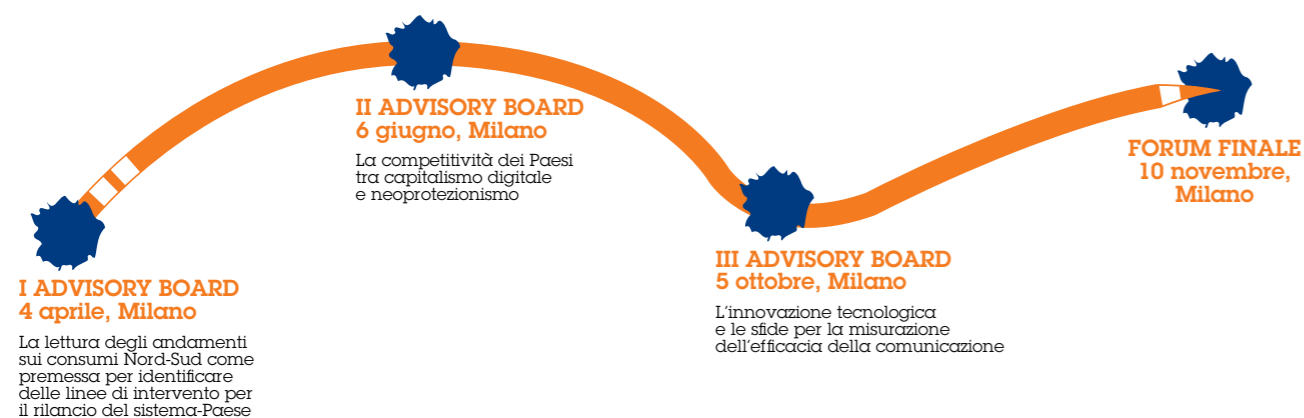 I ADVISORY BOARD
4 aprile, Milano
La lettura degli andamenti
sui consumi Nord-Sud come
premessa per identificare
delle linee di intervento per
il rilancio del sistema-Paese
II ADVISORY BOARD
6 giugno, Milano
La competitività dei Paesi
tra capitalismo digitale
e neoprotezionismo
III ADVISORY BOARD
5 ottobre, Milano
L'innovazione tecnologica
e le sfide per la misurazione
dell'efficacia della comunicazione
FORUM FINALE
10 novembre,
Milano